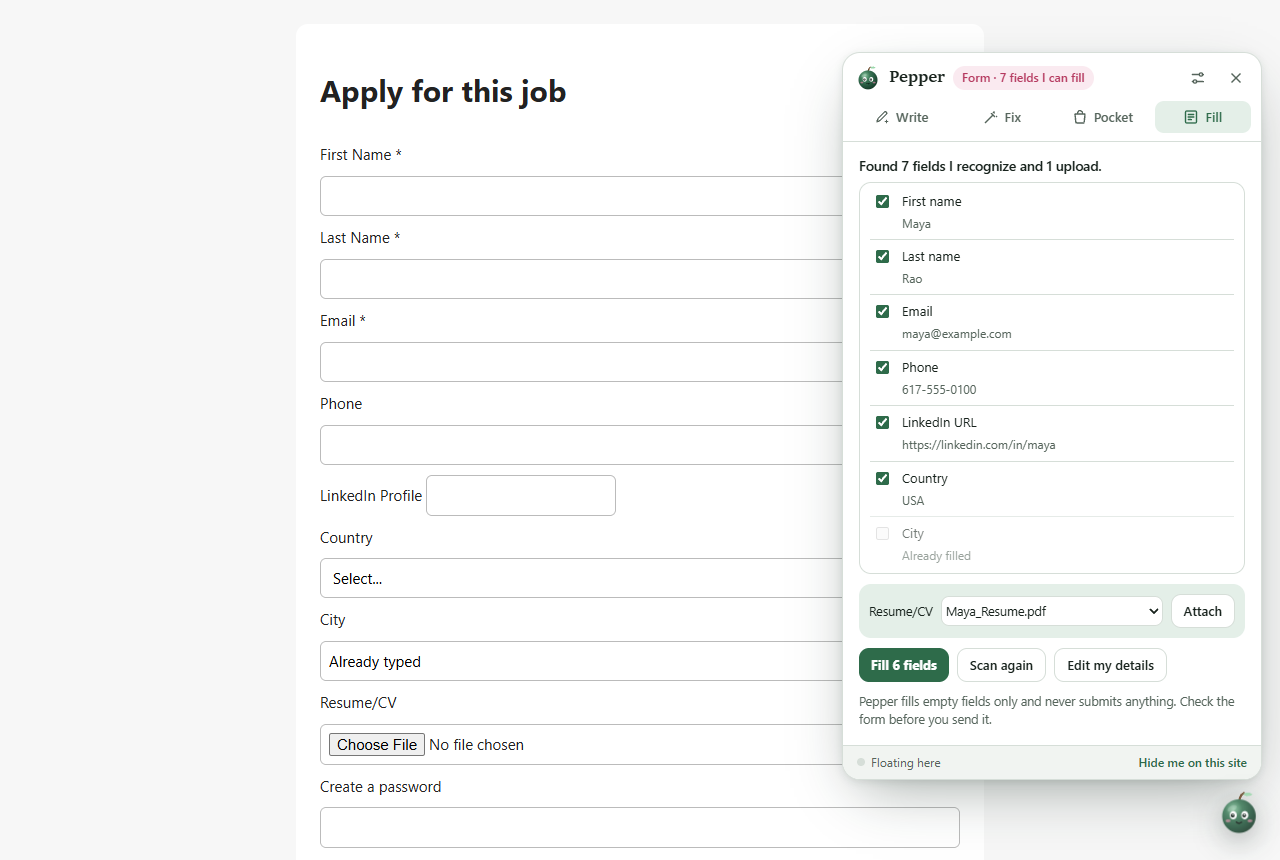 Apply for this job
First Name *
Last Name *
Email *
Phone
LinkedIn Profile
Country
Select...
City
Already typed
Resume/CV
Choose File No file chosen
Create a password
Pepper
Form · 7 fields I can fill
Write
Fix
Pocket
Fill
Found 7 fields I recognize and 1 upload.
First name
Maya
Last name
Rao
Email
maya@example.com
Phone
617-555-0100
LinkedIn URL
https://linkedin.com/in/maya
Country
USA
City
Already filled
Resume/CV
Maya_Resume.pdf
Attach
Fill 6 fields
Scan again
Edit my details
Pepper fills empty fields only and never submits anything. Check the
form before you send it.
Floating here
Hide me on this site